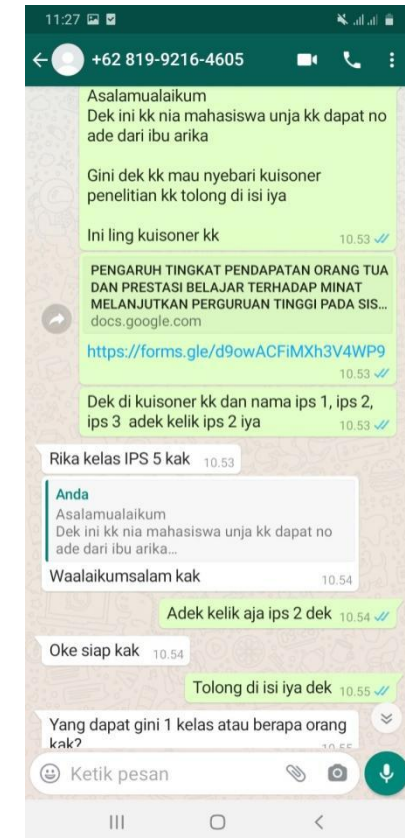 11:27
+62 819-9216-4605
Asalamualaikum
Dek ini kk nia mahasiswa unja kk dapat no
ade dari ibu arika
Gini dek kk mau nyebari kuisoner
penelitian kk tolong di isi iya
Ini ling kuisoner kk
10.53
PENGARUH TINGKAT PENDAPATAN ORANG TUA
DAN PRESTASI BELAJAR TERHADAP MINAT
MELANJUTKAN PERGURUAN TINGGI PADA SIS...
docs.google.com
https://forms.gle/d9owACFiMXh3V4WP9
10.53
Dek di kuisoner kk dan nama ips 1, ips 2,
ips 3 adek kelik ips 2 iya
10.53
Rika kelas IPS 5 kak 10.53
Anda
Asalamualaikum
Dek ini kk nia mahasiswa unja kk dapat no
ade dari ibu arika...
Waalaikumsalam kak
10.54
Adek kelik aja ips 2 dek 10.54
Oke siap kak 10.54
Tolong di isi iya dek 10.55
Yang dapat gini 1 kelas atau berapa orang
kak?
10.55
Ketik pesan